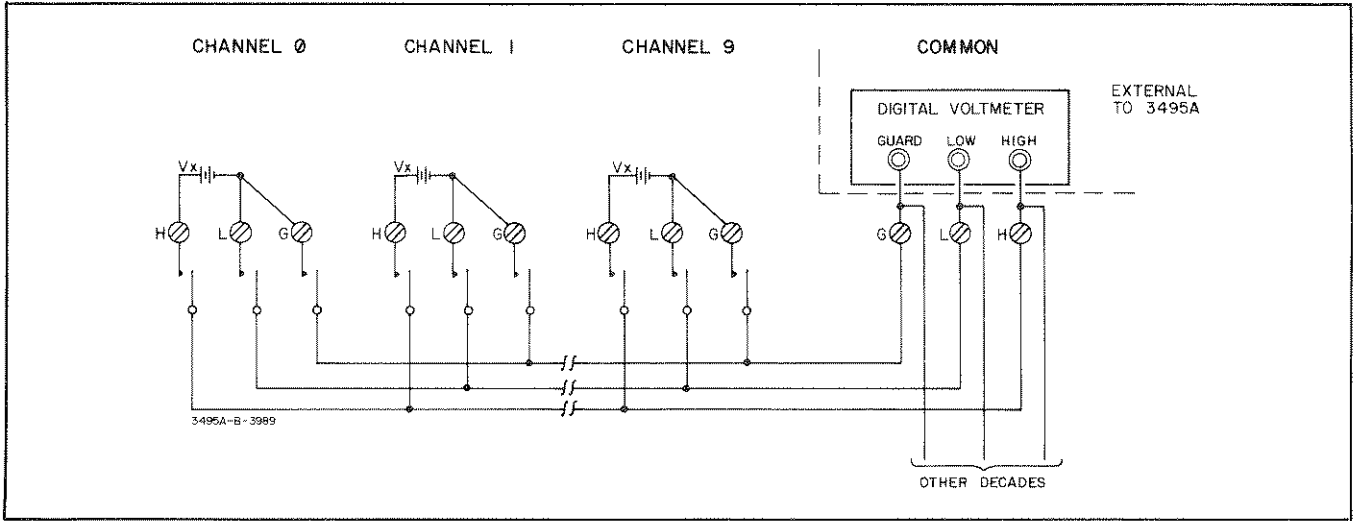 CHANNEL 0 CHANNEL 1 CHANNEL 9 COMMON
EXTERNAL
TO 3495A
DIGITAL VOLTMETER
GUARD LOW HIGH
Vx Vx Vx
H L G H L G H L G G L H
3495A-B-3989
OTHER DECADES